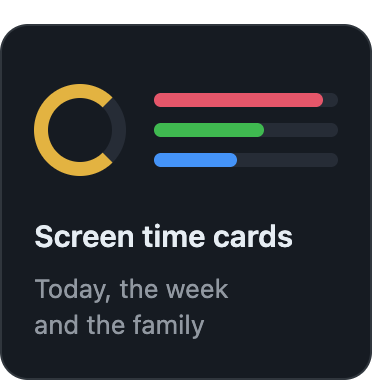 Screen time cards
Today, the week
and the family